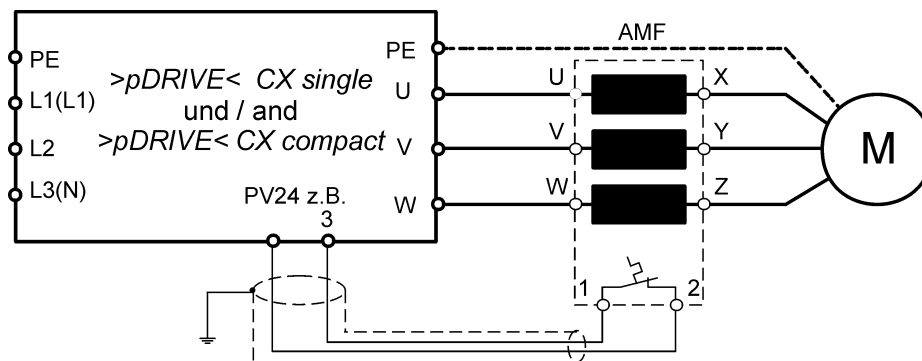 AMF
PE
PE
>pDRIVE< CX single
und / and
>pDRIVE< CX compact
L1(L1)
L2
L3(N)
U
V
W
PV24 z.B.
3
U
X
V
Y
W
Z
M
1
2